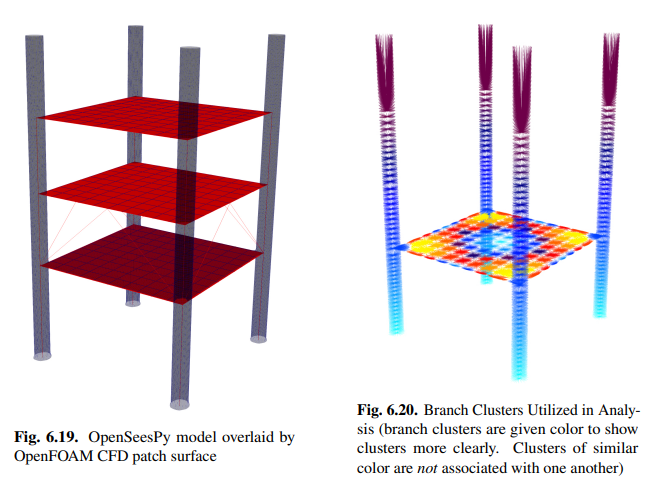 Fig. 6.19. OpenSeesPy model overlaid by
OpenFOAM CFD patch surface
Fig. 6.20. Branch Clusters Utilized in Analy-
sis (branch clusters are given color to show
clusters more clearly. Clusters of similar
color are not associated with one another)